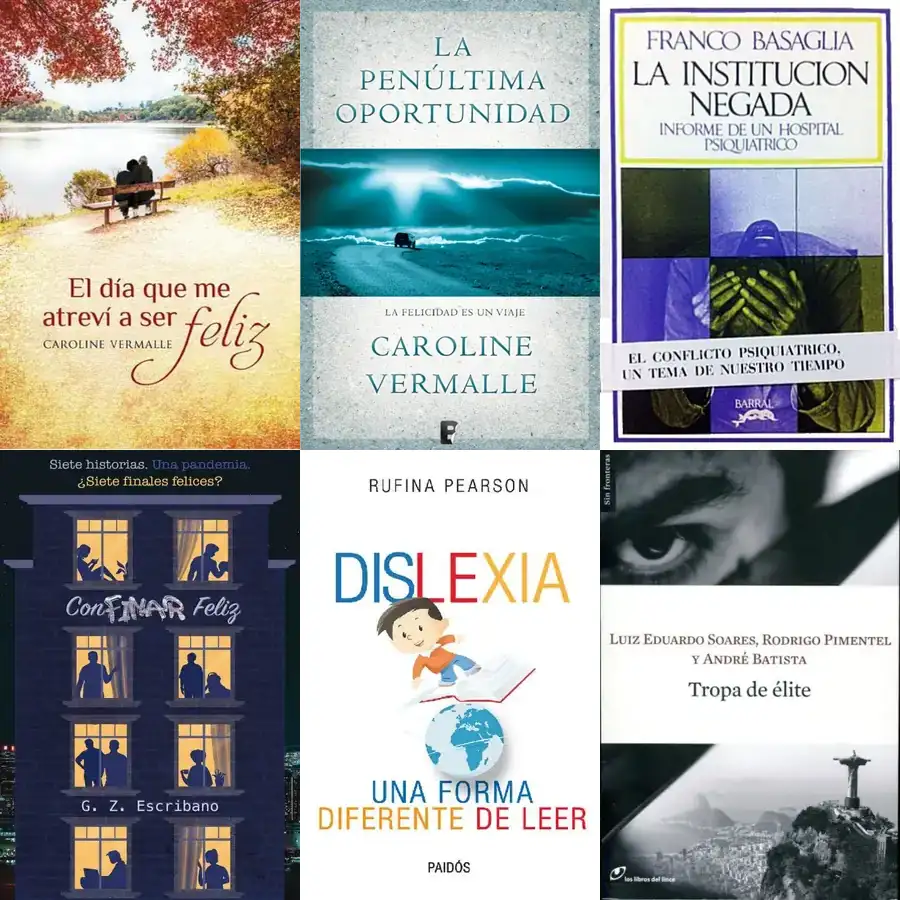 El día que me
atreví a ser feliz
CAROLINE VERMALLE
LA
PENÚLTIMA
OPORTUNIDAD
LA FELICIDAD ES UN VIAJE
CAROLINE
VERMALLE
B
FRANCO BASAGLIA
LA INSTITUCION
NEGADA
INFORME DE UN HOSPITAL
PSIQUIATRICO
EL CONFLICTO PSIQUIATRICO,
UN TEMA DE NUESTRO TIEMPO
BARRAL
Siete historias. Una pandemia.
¿Siete finales felices?
ConFINAR Feliz
G. Z. Escribano
RUFINA PEARSON
DISLEXIA
UNA FORMA
DIFERENTE DE LEER
PAIDÓS
Sin fronteras
LUIZ EDUARDO SOARES, RODRIGO PIMENTEL
Y ANDRÉ BATISTA
Tropa de élite
los libros del lince